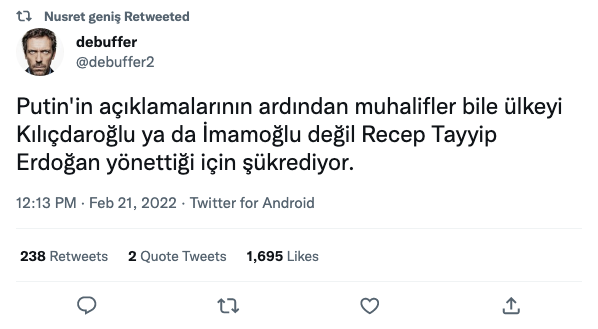 Nusret geniş Retweeted
debuffer
@debuffer2
Putin'in açıklamalarının ardından muhalifler bile ülkeyi
Kılıçdaroğlu ya da İmamoğlu değil Recep Tayyip
Erdoğan yönettiği için şükrediyor.
12:13 PM · Feb 21, 2022 · Twitter for Android
238 Retweets 2 Quote Tweets 1,695 Likes